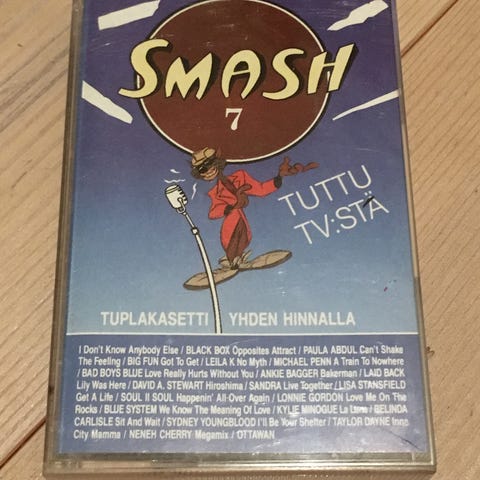 SMASH
7
TUTTU
TV:STÄ
TUPLAKASETTI YHDEN HINNALLA
I Don't Know Anybody Else / BLACK BOX Opposites Attract / PAULA ABDUL Can't Shake
The Feeling / BIG FUN Got To Get / LEILA K No Myth / MICHAEL PENN A Train To Nowhere
/ BAD BOYS BLUE Love Really Hurts Without You / ANKIE BAGGER Bakerman / LAID BACK
Lily Was Here / DAVID A. STEWART Hiroshima / SANDRA Live Together / LISA STANSFIELD
Get A Life / SOUL II SOUL Happenin' All-Over Again / LONNIE GORDON Love Me On The
Rocks / BLUE SYSTEM We Know The Meaning Of Love / KYLIE MINOGUE La Luna / BELINDA
CARLISLE Sit And Wait / SYDNEY YOUNGBLOOD I'll Be Your Shelter / TAYLOR DAYNE Inna
City Mamma / NENEH CHERRY Megamix / OTTAWAN